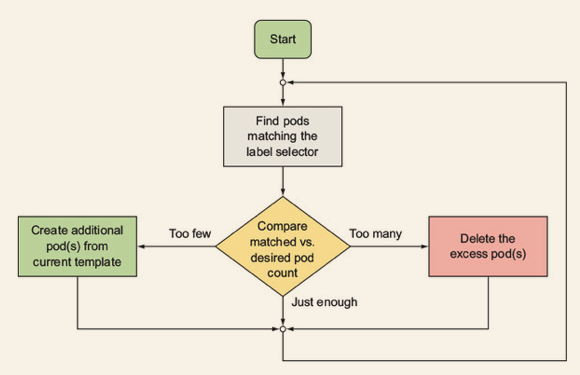 Start
Find pods
matching the
label selector
Compare
matched vs.
desired pod
count
Too few
Too many
Create additional
pod(s) from
current template
Delete the
excess pod(s)
Just enough